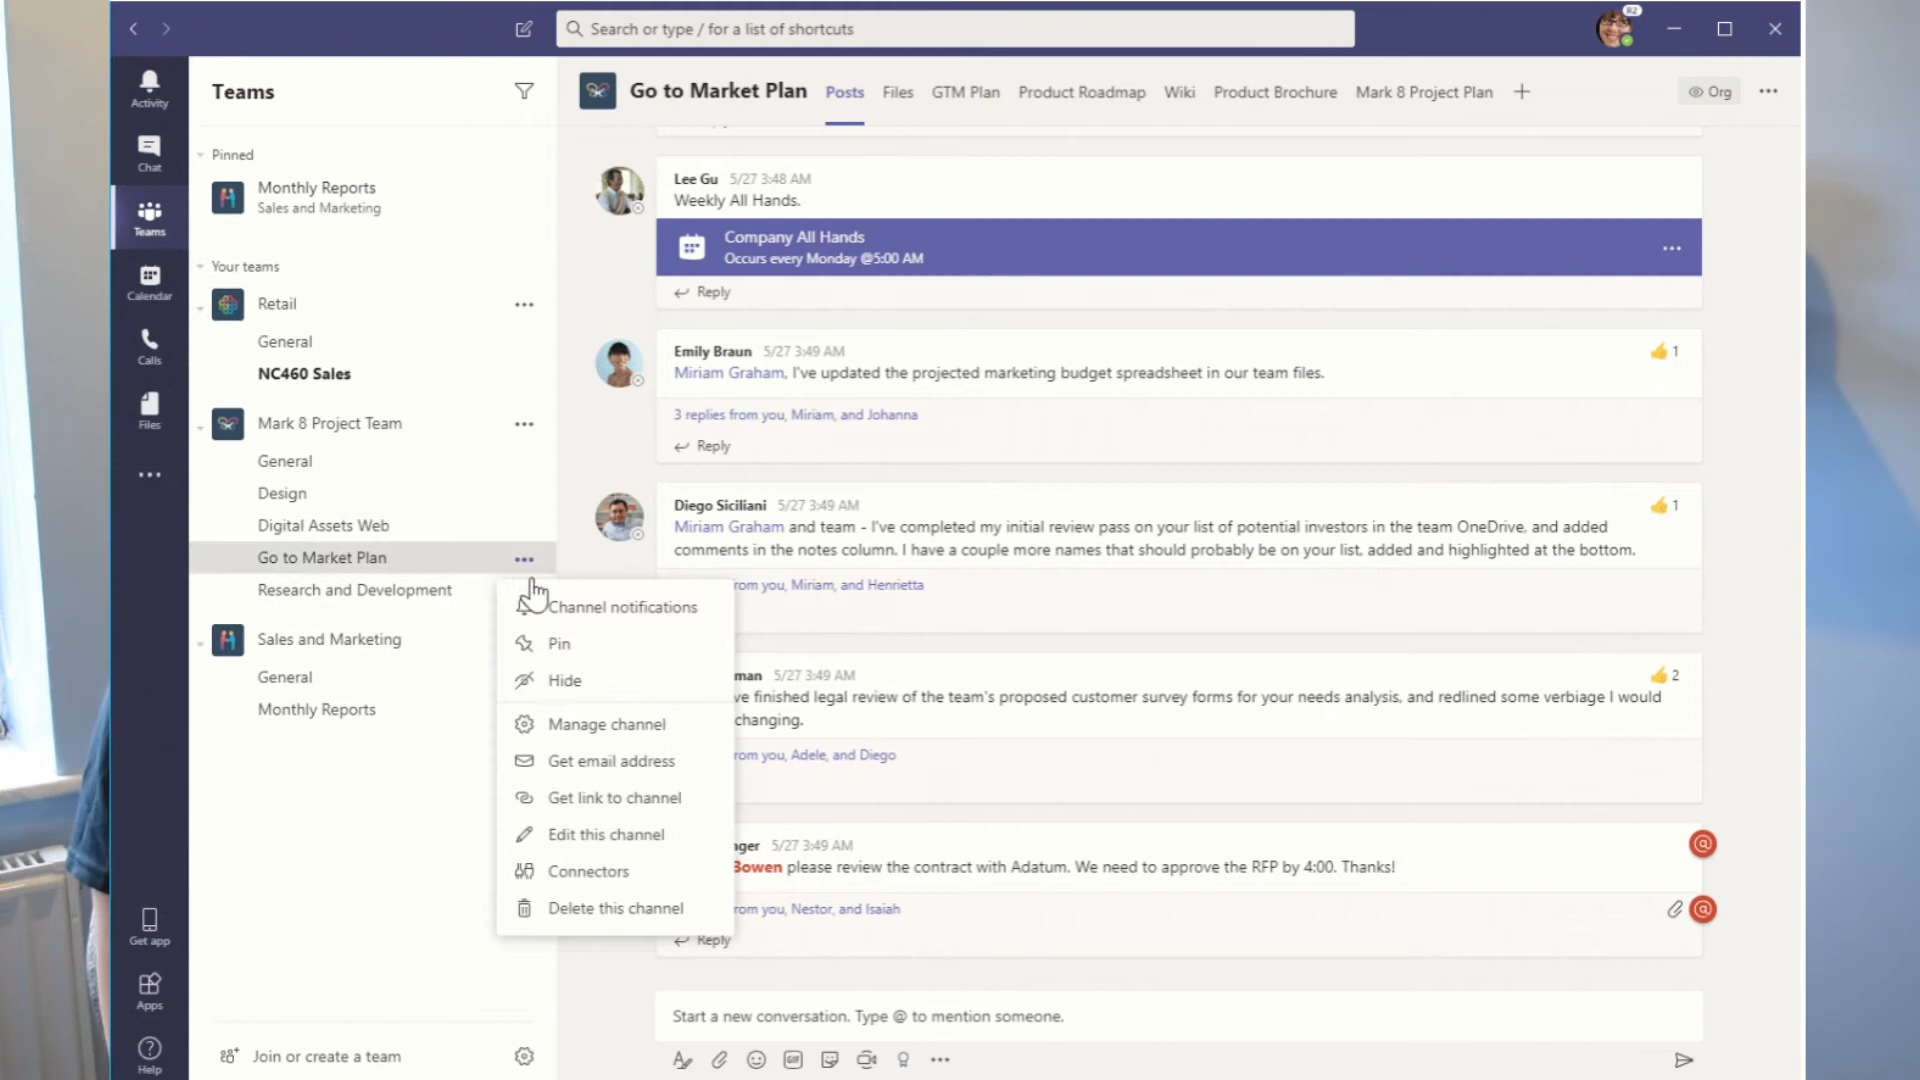 Search or type / for a list of shortcuts
R2
Activity
Chat
Teams
Calendar
Calls
Files
Get app
Apps
Help
Teams
Pinned
Monthly Reports
Sales and Marketing
Your teams
Retail
General
NC460 Sales
Mark 8 Project Team
General
Design
Digital Assets Web
Go to Market Plan
Research and Development
Sales and Marketing
General
Monthly Reports
Join or create a team
Channel notifications
Pin
Hide
Manage channel
Get email address
Get link to channel
Edit this channel
Connectors
Delete this channel
Go to Market Plan Posts Files GTM Plan Product Roadmap Wiki Product Brochure Mark 8 Project Plan
Org
Lee Gu 5/27 3:48 AM
Weekly All Hands.
Company All Hands
Occurs every Monday @5:00 AM
Reply
Emily Braun 5/27 3:49 AM
1
Miriam Graham, I've updated the projected marketing budget spreadsheet in our team files.
3 replies from you, Miriam, and Johanna
Reply
Diego Siciliani 5/27 3:49 AM
1
Miriam Graham and team - I've completed my initial review pass on your list of potential investors in the team OneDrive, and added
comments in the notes column. I have a couple more names that should probably be on your list, added and highlighted at the bottom.
rom you, Miriam, and Henrietta
man 5/27 3:49 AM
2
ve finished legal review of the team's proposed customer survey forms for your needs analysis, and redlined some verbiage I would
changing.
rom you, Adele, and Diego
nger 5/27 3:49 AM
Bowen please review the contract with Adatum. We need to approve the RFP by 4:00. Thanks!
rom you, Nestor, and Isaiah
Reply
Start a new conversation. Type @ to mention someone.
GIF